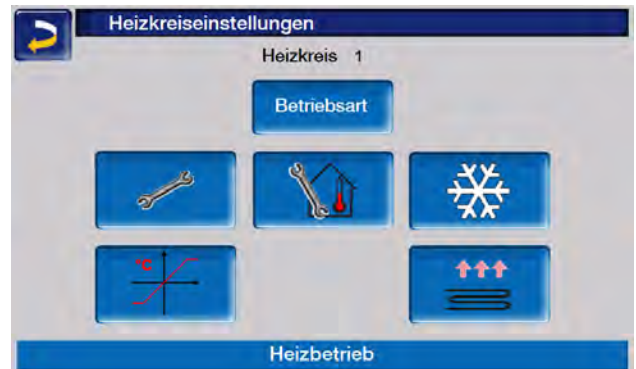 Heizkreiseinstellungen
Heizkreis 1
Betriebsart
°C
Heizbetrieb